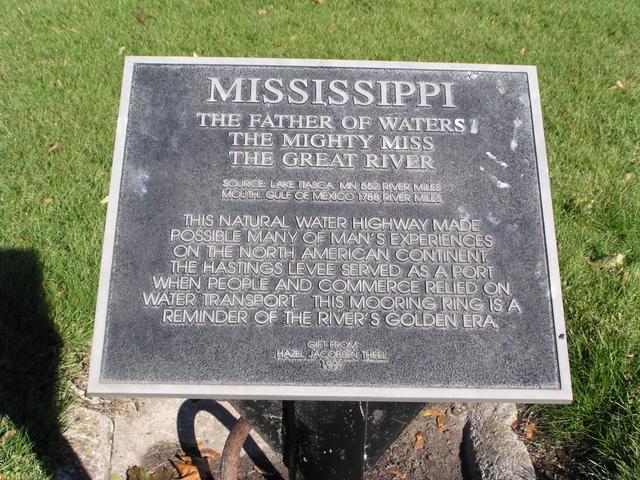 MISSISSIPPI
THE FATHER OF WATERS
THE MIGHTY MISS
THE GREAT RIVER
SOURCE: LAKE ITASCA, MN 552 RIVER MILES
MOUTH: GULF OF MEXICO 1788 RIVER MILES
THIS NATURAL WATER HIGHWAY MADE
POSSIBLE MANY OF MAN'S EXPERIENCES
ON THE NORTH AMERICAN CONTINENT.
THE HASTINGS LEVEE SERVED AS A PORT
WHEN PEOPLE AND COMMERCE RELIED ON
WATER TRANSPORT. THIS MOORING RING IS A
REMINDER OF THE RIVER'S GOLDEN ERA.
GIFT FROM
HAZEL JACOBSEN THEEL